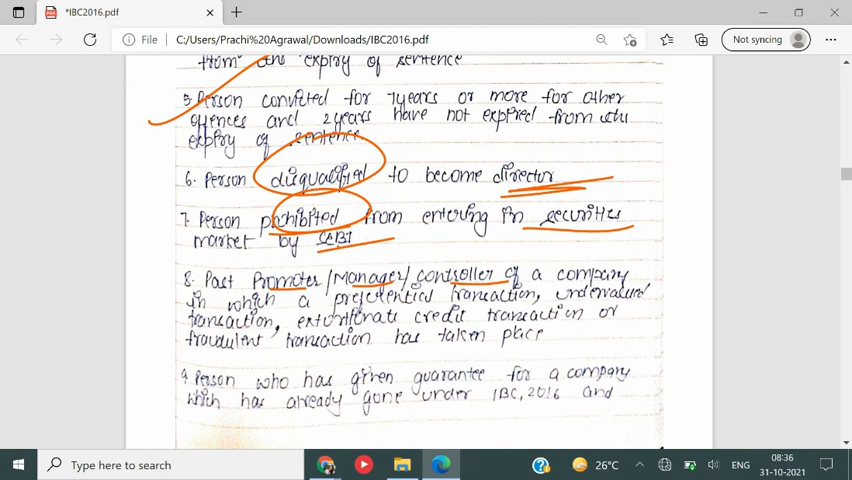 *IBC2016.pdf
File C:/Users/Prachi%20Agrawal/Downloads/IBC2016.pdf Not syncing
from the expiry of sentence
5. Person convicted for 7years or more for other
offences and 2years have not expired from
expiry of sentence.
6. Person disqualified to become director
7. Person prohibited from entering in securities
market by SEBI
8. Past Promoter/Manager/controller of a company
in which a preferential transaction, undervalued
transaction, extortionate credit transaction or
fraudulent transaction has taken place
9. Person who has given guarantee for a company
which has already gone under IBC, 2016 and
Type here to search
26°C
ENG
08:36
31-10-2021